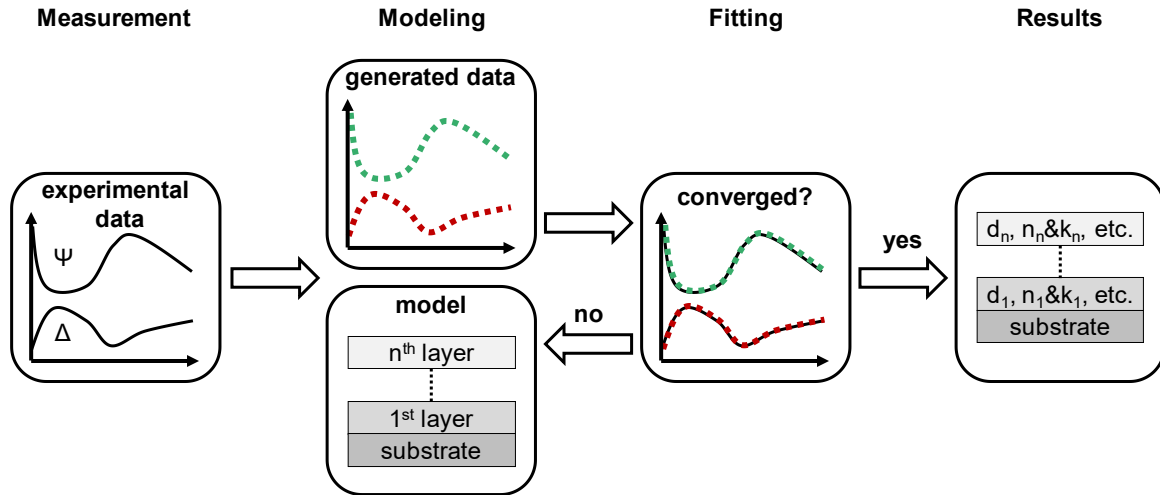 Measurement
Modeling
Fitting
Results
experimental
data
Ψ
Δ
generated data
model
nth layer
1st layer
substrate
converged?
no
yes
dn, nn&kn, etc.
d1, n1&k1, etc.
substrate